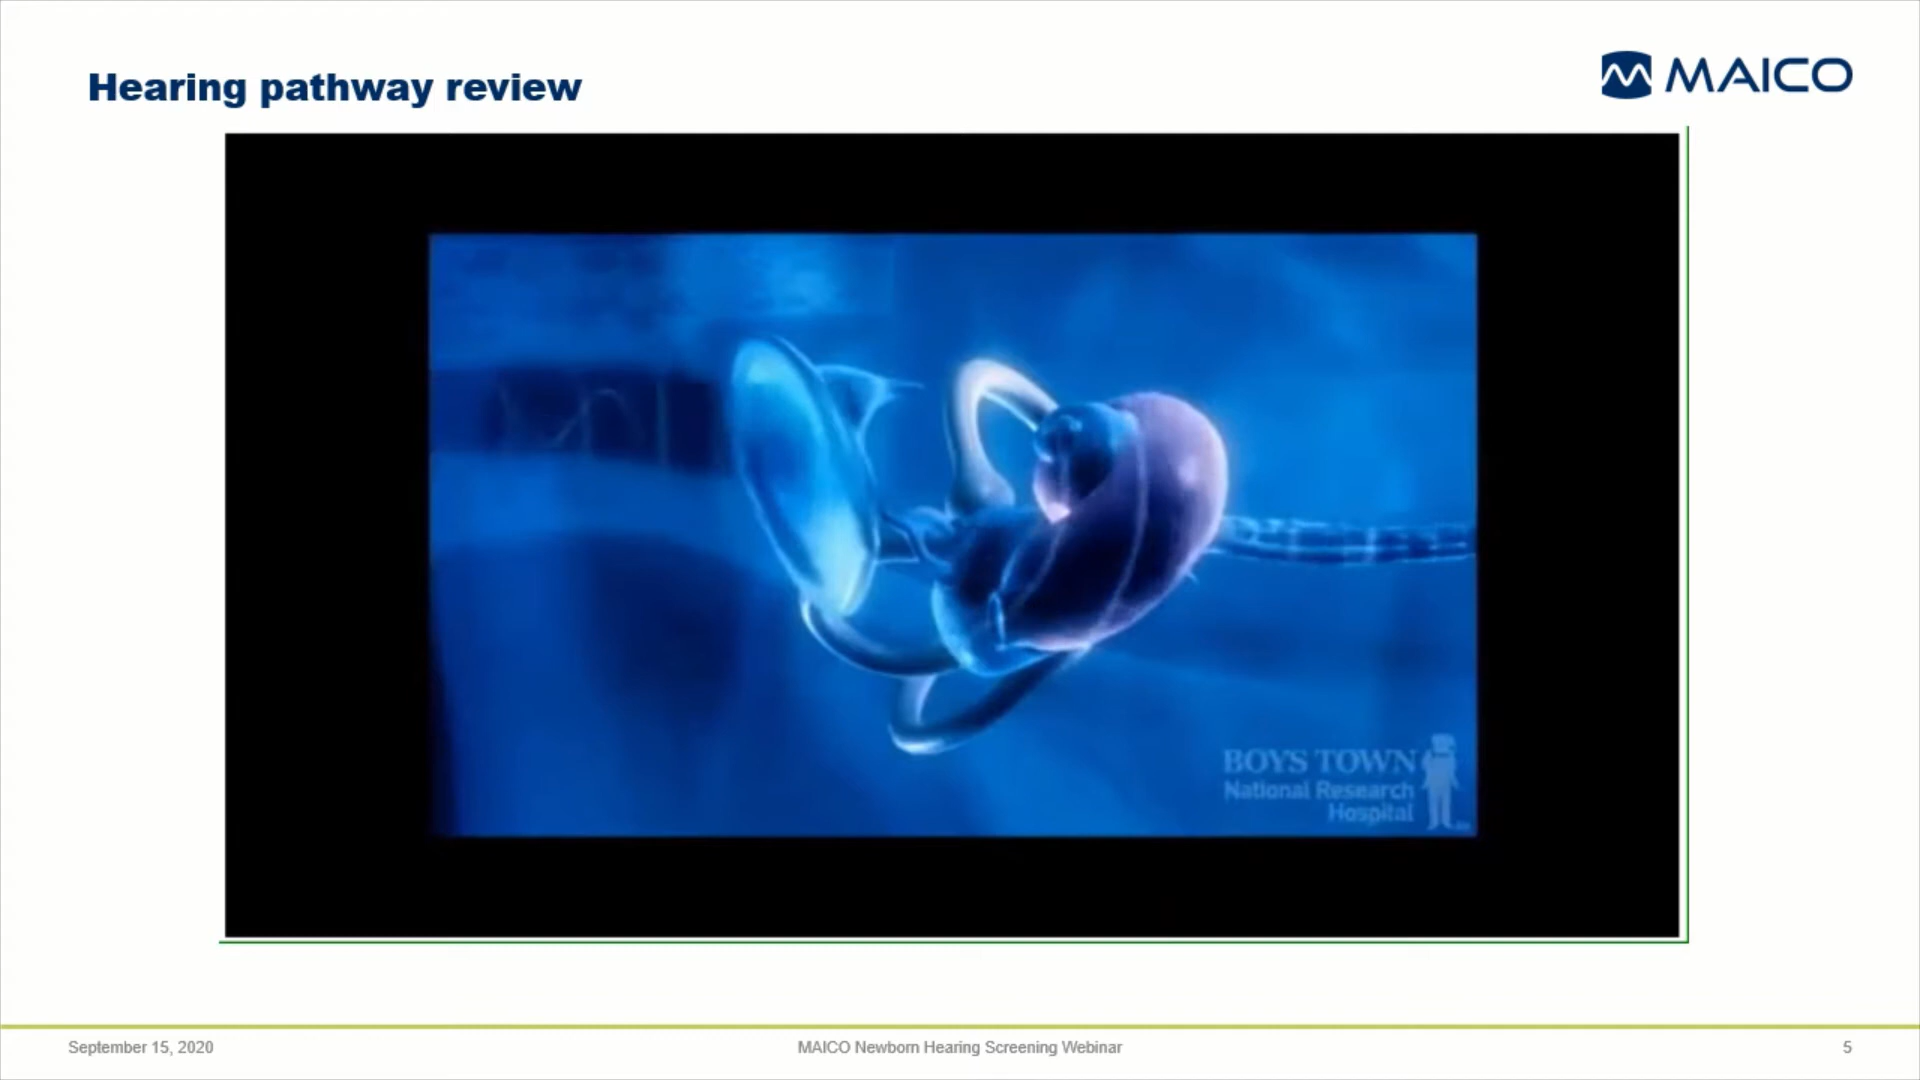 Hearing pathway review
MAICO
BOYS TOWN
National Research
Hospital
September 15, 2020
MAICO Newborn Hearing Screening Webinar
5